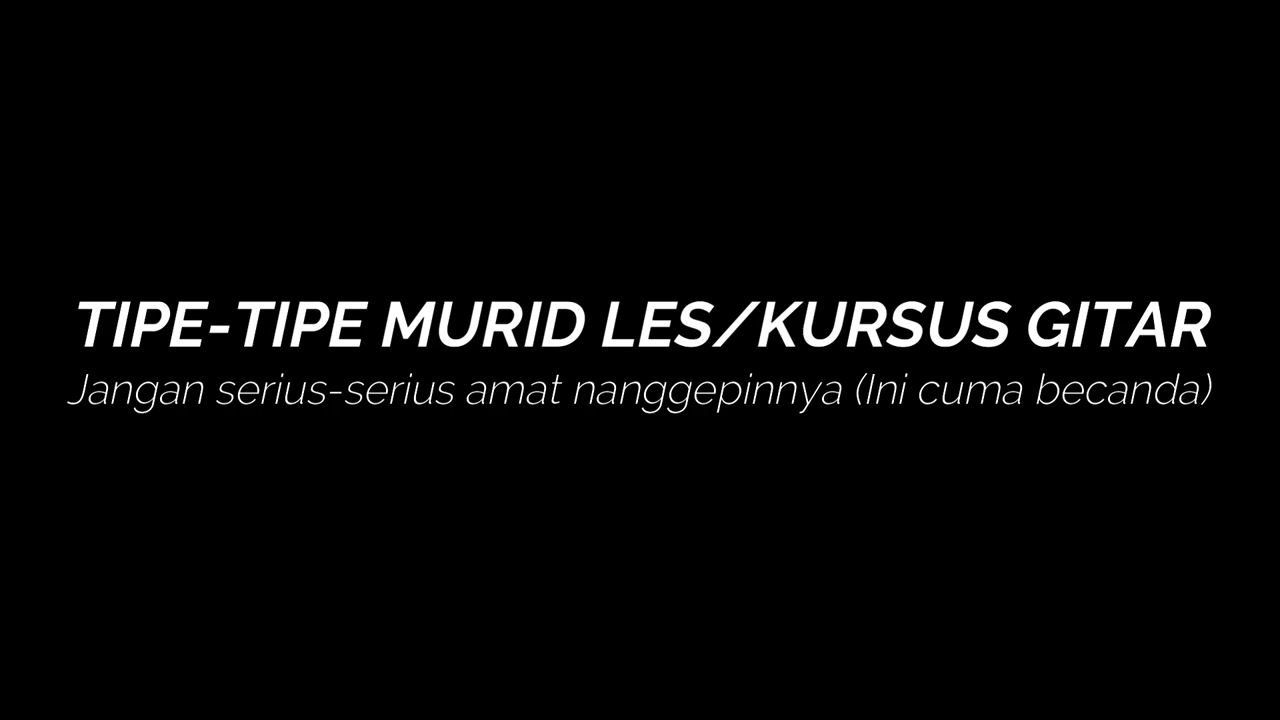 TIPE-TIPE MURID LES/KURSUS GITAR
Jangan serius-serius amat nanggepinnya (Ini cuma becanda)